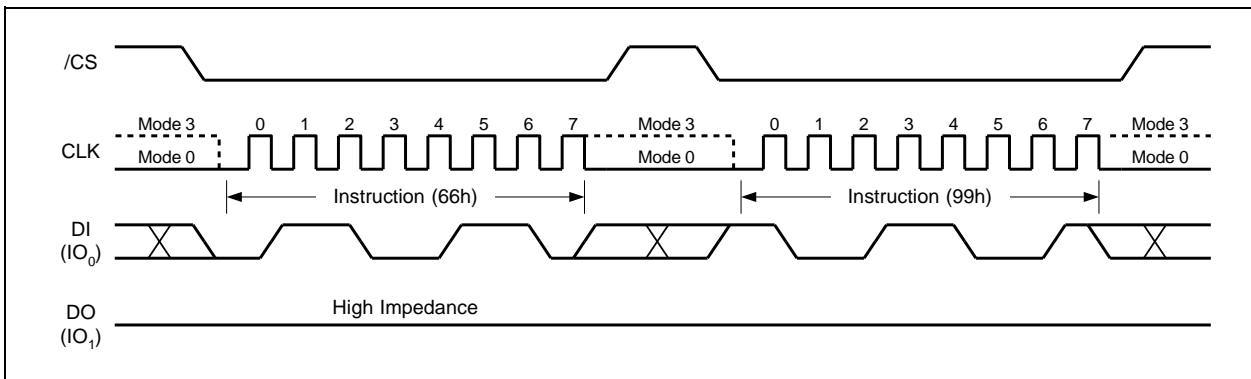 /CS
Mode 3 0 1 2 3 4 5 6 7 Mode 3 0 1 2 3 4 5 6 7 Mode 3
CLK Mode 0 Mode 0 Mode 0
Instruction (66h) Instruction (99h)
DI
(IO0)
High Impedance
DO
(IO1)